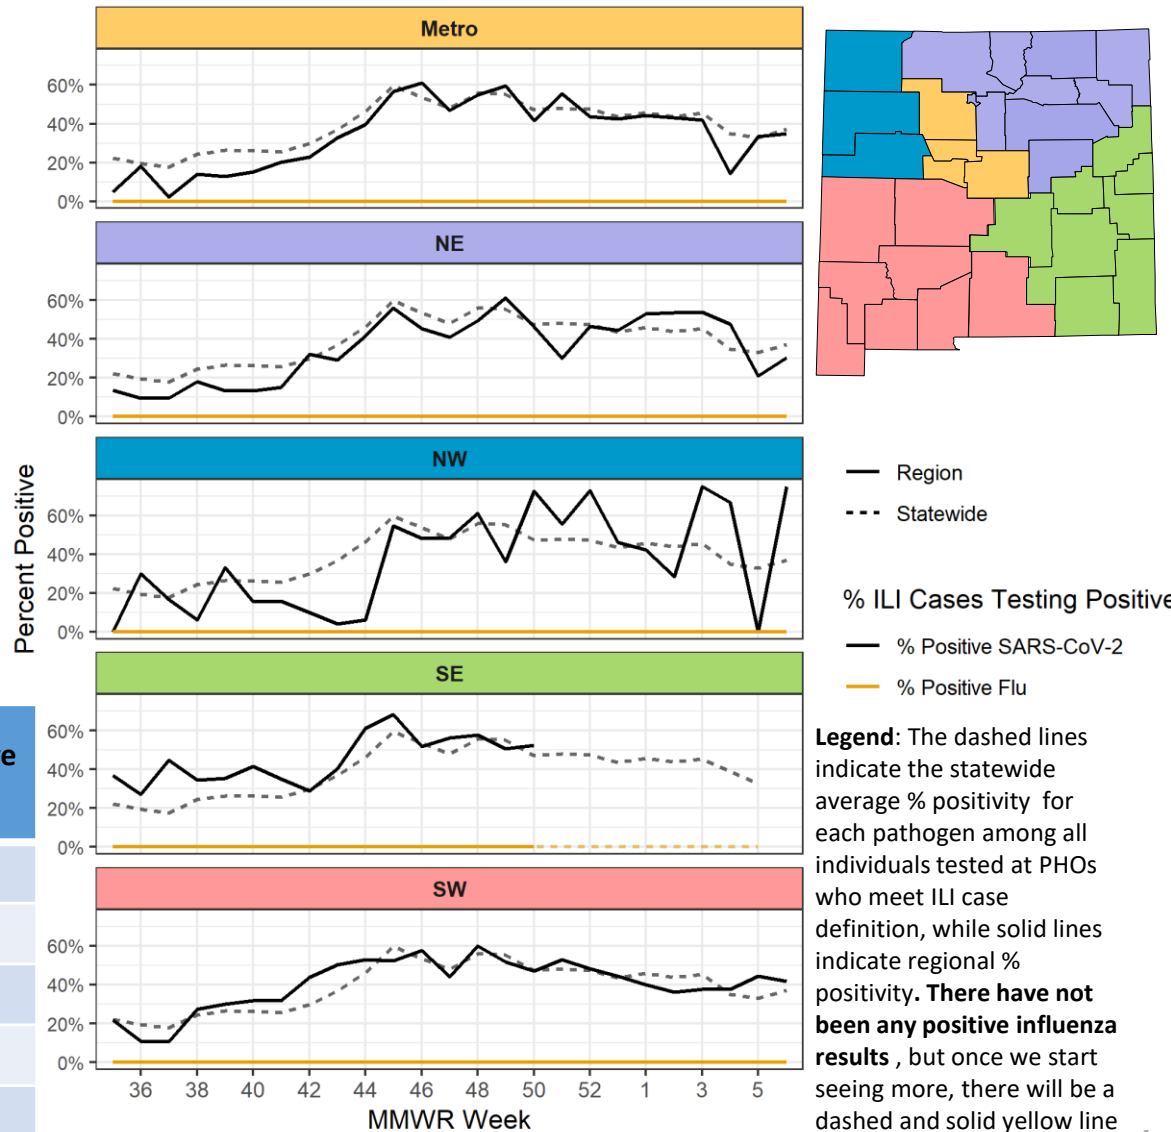 Metro
60%
40%
20%
0%
NE
60%
40%
20%
0%
NW
60%
40%
20%
0%
SE
60%
40%
20%
0%
SW
60%
40%
20%
0%
36 38 40 42 44 46 48 50 52 1 3 5
MMWR Week
Percent Positive
Region
Statewide
% ILI Cases Testing Positive
% Positive SARS-CoV-2
% Positive Flu
Legend: The dashed lines
indicate the statewide
average % positivity for
each pathogen among all
individuals tested at PHOs
who meet ILI case
definition, while solid lines
indicate regional %
positivity. There have not
been any positive influenza
results , but once we start
seeing more, there will be a
dashed and solid yellow line